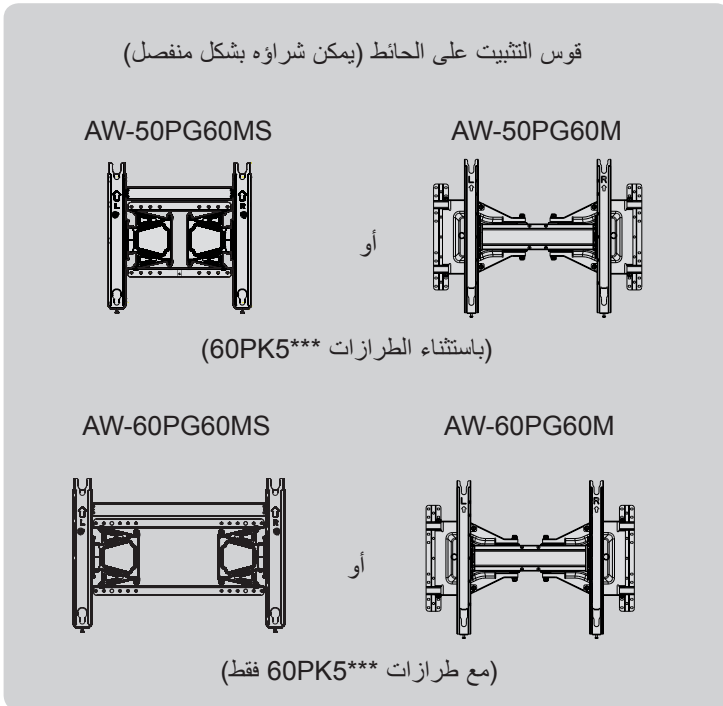 قوس التثبيت على الحائط (يمكن شراؤه بشكل منفصل)
AW-50PG60M
AW-50PG60MS
L
R
L
R
أو
(باستثناء الطرازات ***60PK5)
AW-60PG60M
AW-60PG60MS
L
R
L
R
أو
(مع طرازات ***60PK5 فقط)